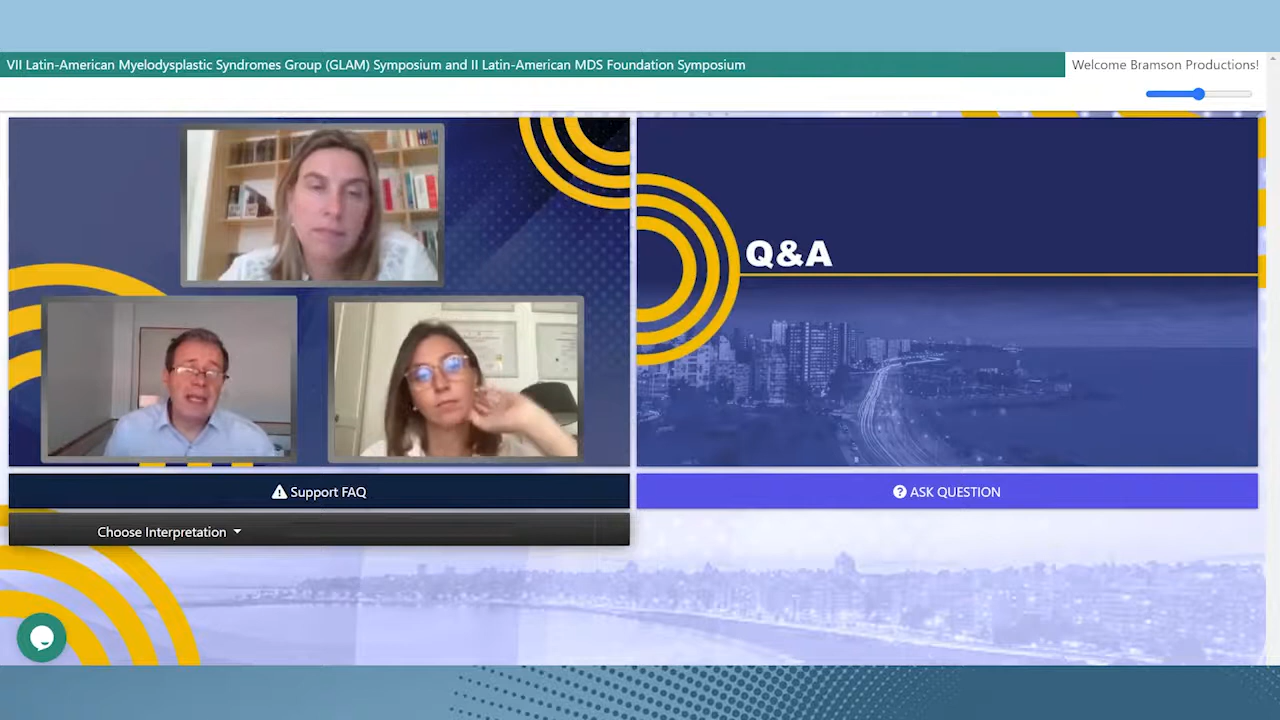 VII Latin-American Myelodysplastic Syndromes Group (GLAM) Symposium and II Latin-American MDS Foundation Symposium
Welcome Bramson Productions!
Q&A
Support FAQ
ASK QUESTION
Choose Interpretation